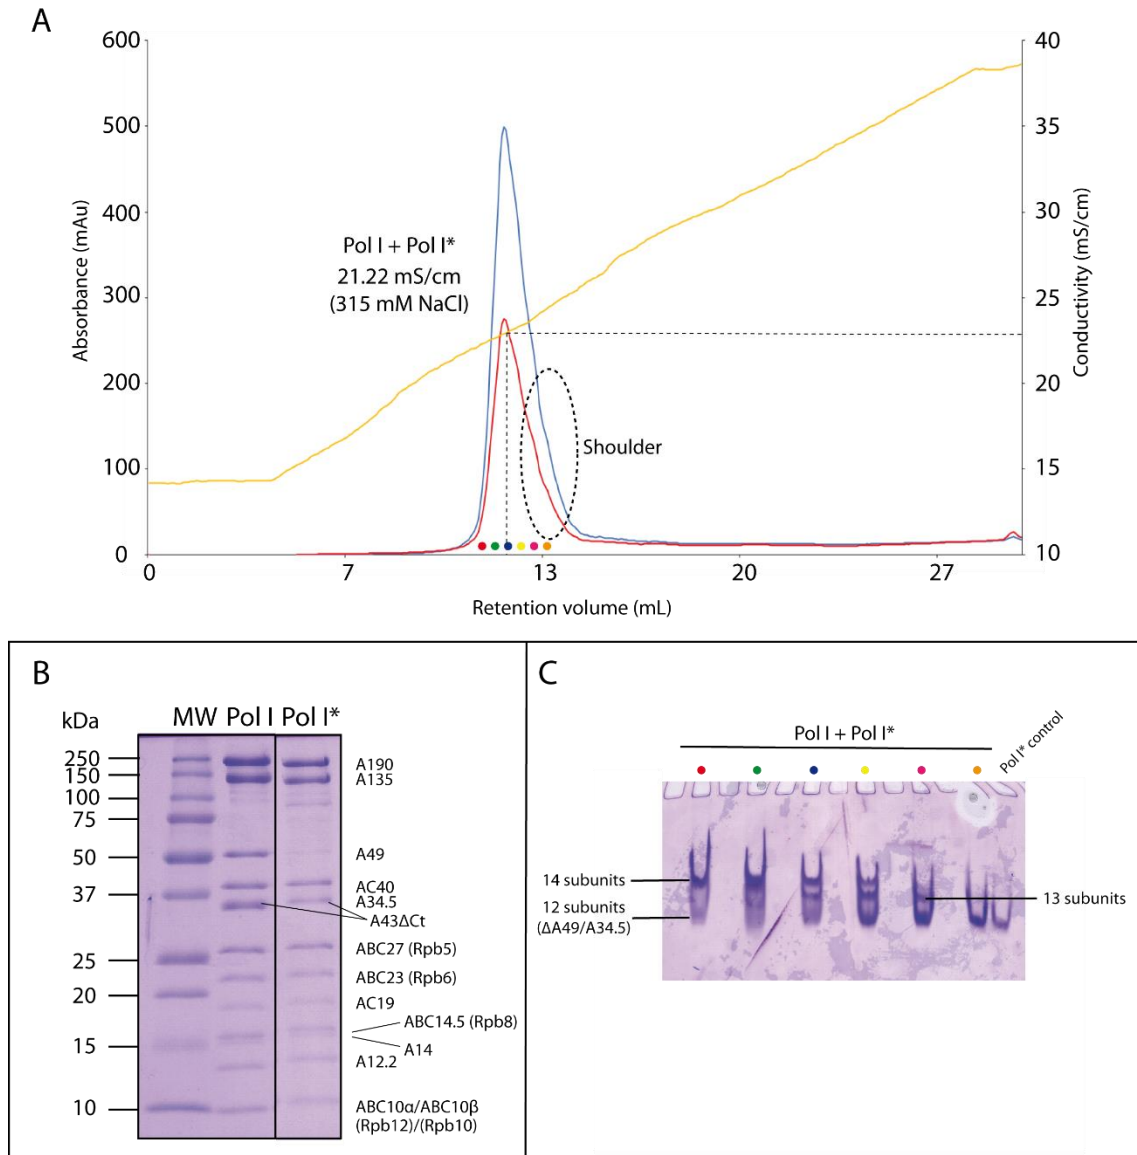 A
600
500
400
300
200
100
0
Absorbance (mAu)
40
35
30
25
20
15
10
Conductivity (mS/cm)
Pol I + Pol I*
21.22 mS/cm
(315 mM NaCl)
Shoulder
0
7
13
20
27
Retention volume (mL)
B
kDa
MW Pol I Pol I*
250
150
100
75
50
37
25
20
15
10
A190
A135
A49
AC40
A34.5
A43ΔCt
ABC27 (Rpb5)
ABC23 (Rpb6)
AC19
ABC14.5 (Rpb8)
A14
A12.2
ABC10α/ABC10β
(Rpb12)/(Rpb10)
C
Pol I + Pol I*
Pol I* control
14 subunits
12 subunits
(ΔA49/A34.5)
13 subunits